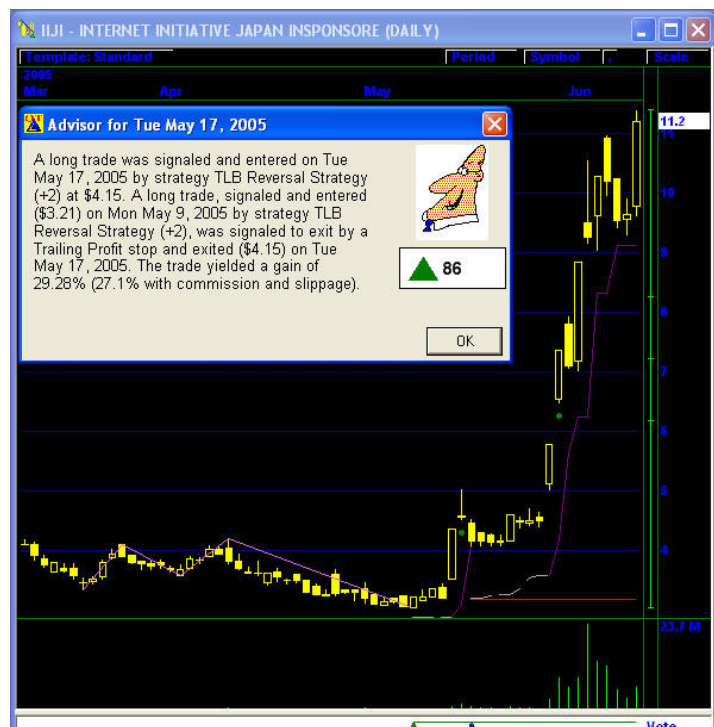 IIJI - INTERNET INITIATIVE JAPAN INSPONSORE (DAILY)
Template: Standard
Period
Symbol
.
Scale
2005
Mar
Apr
May
Jun
Advisor for Tue May 17, 2005
A long trade was signaled and entered on Tue
May 17, 2005 by strategy TLB Reversal Strategy
(+2) at $4.15. A long trade, signaled and entered
($3.21) on Mon May 9, 2005 by strategy TLB
Reversal Strategy (+2), was signaled to exit by a
Trailing Profit stop and exited ($4.15) on Tue
May 17, 2005. The trade yielded a gain of
29.28% (27.1% with commission and slippage).
86
OK
11.2
11
10
9
8
7
6
5
4
23.7 M
Vote